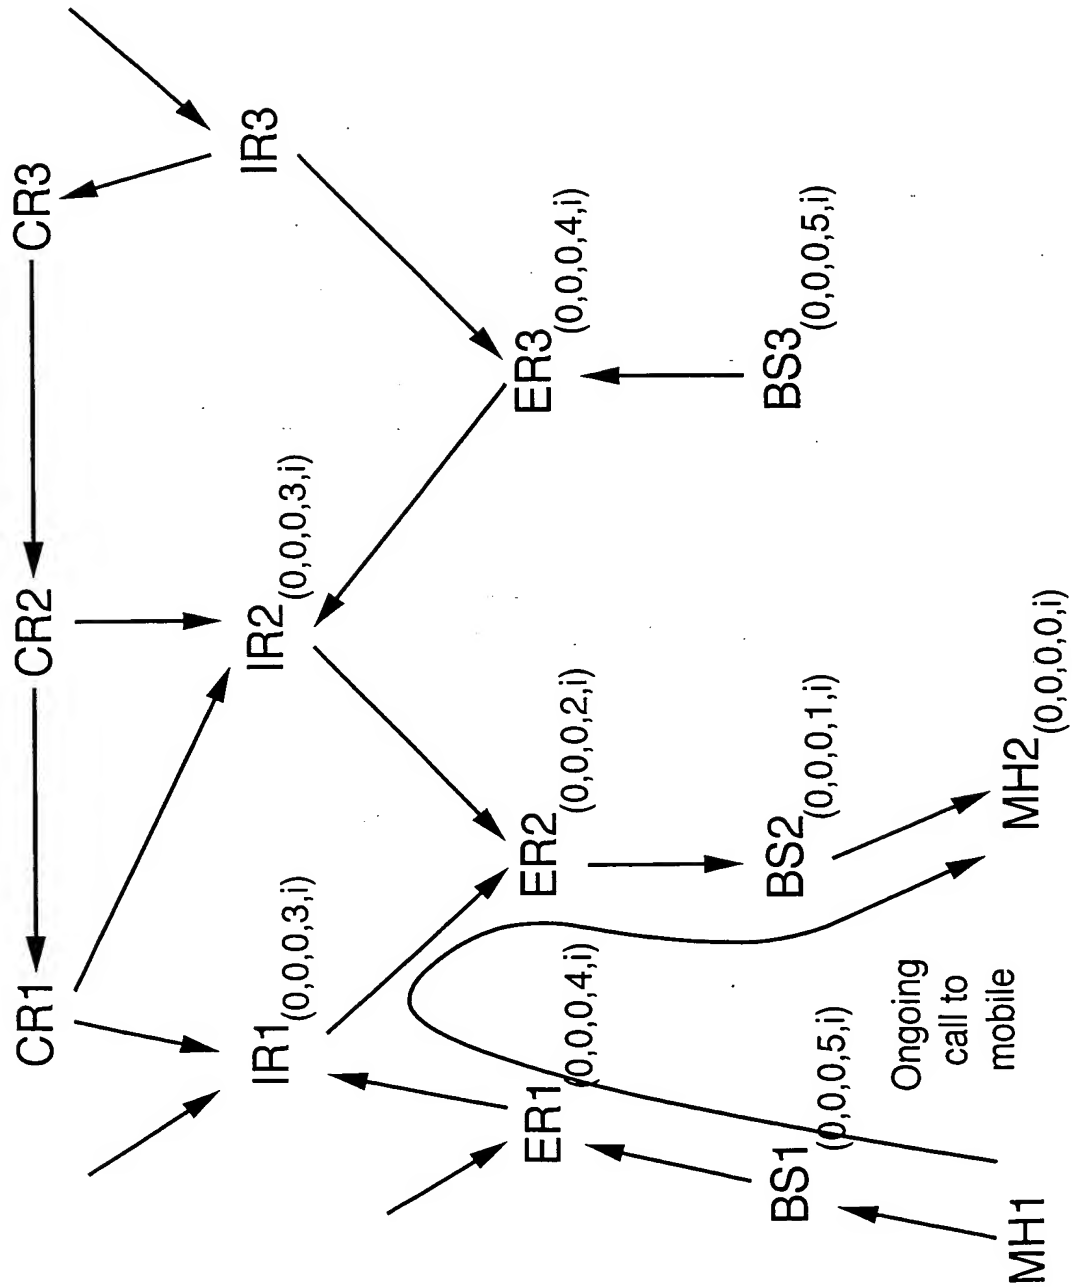 CR1
CR2
CR3
IR1(0,0,0,3,i)
IR2(0,0,0,3,i)
IR3
ER1(0,0,0,4,i)
ER2(0,0,0,2,i)
ER3(0,0,0,4,i)
BS1(0,0,0,5,i)
BS2(0,0,0,1,i)
BS3(0,0,0,5,i)
Ongoing
call to
mobile
MH1
MH2(0,0,0,0,i)